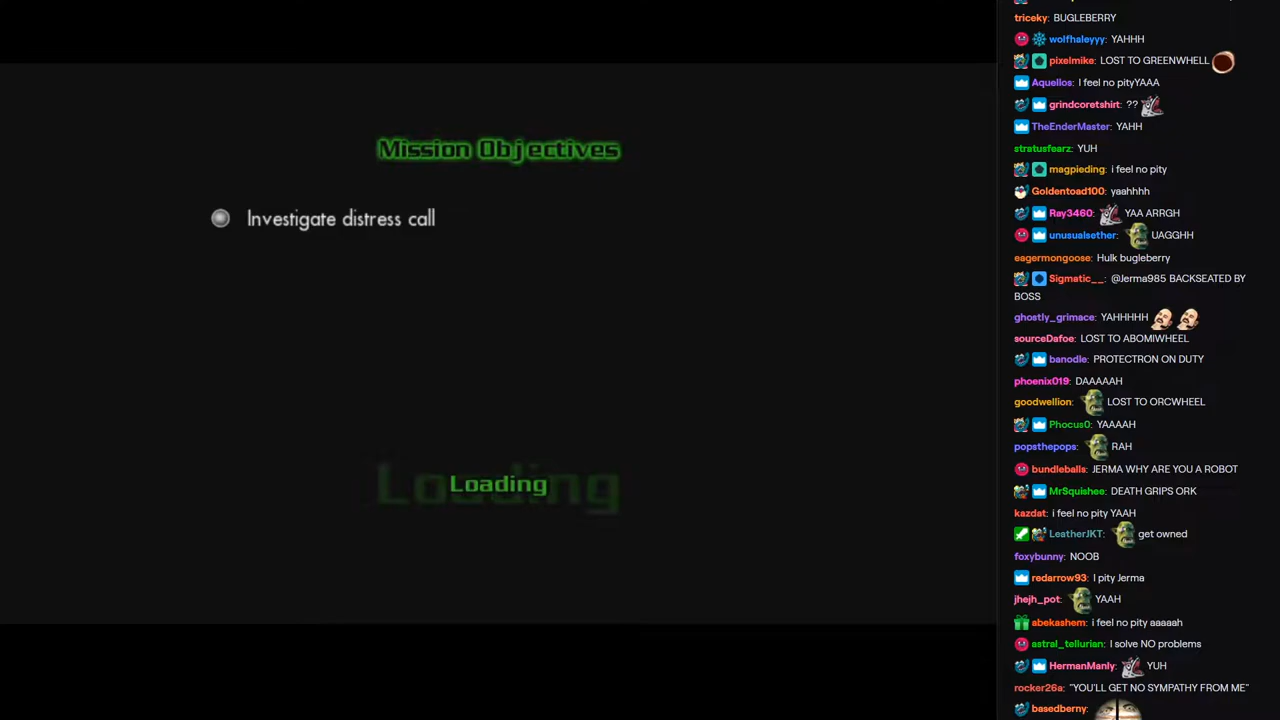 Mission Objectives
Investigate distress call
Loading
Loading
triceky: BUGLEBERRY
wolfhaleyyy: YAHHH
pixelmike: LOST TO GREENWHELL
Aquellos: I feel no pityYAAA
grindcoretshirt: ??
TheEnderMaster: YAHH
stratusfearz: YUH
magpieding: i feel no pity
Goldentoad100: yaahhhh
Ray3460: YAA ARRGH
unusualsether: UAGGHH
eagermongoose: Hulk bugleberry
Sigmatic__: @Jerma985 BACKSEATED BY
BOSS
ghostly_grimace: YAHHHHH
sourceDafoe: LOST TO ABOMIWHEEL
banodle: PROTECTRON ON DUTY
phoenix019: DAAAAAH
goodwellion: LOST TO ORCWHEEL
Phocus0: YAAAAH
popsthepops: RAH
bundleballs: JERMA WHY ARE YOU A ROBOT
MrSquishee: DEATH GRIPS ORK
kazdat: i feel no pity YAAH
LeatherJKT: get owned
foxybunny: NOOB
redarrow93: I pity Jerma
jhejh_pot: YAAH
abekashem: i feel no pity aaaaah
astral_tellurian: I solve NO problems
HermanManly: YUH
rocker26a: "YOU'LL GET NO SYMPATHY FROM ME"
basedberny: